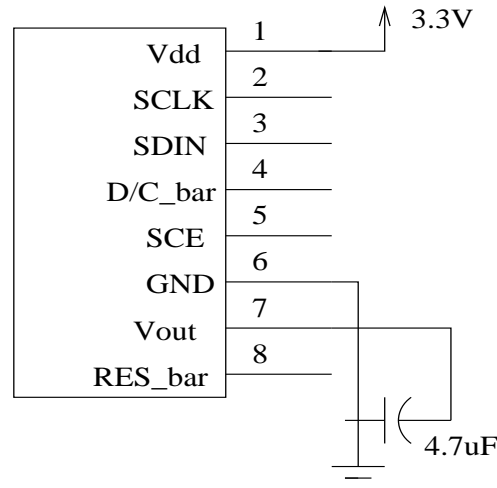 1
3.3V
Vdd
2
SCLK
3
SDIN
4
D/C_bar
5
SCE
6
GND
7
Vout
8
RES_bar
4.7uF